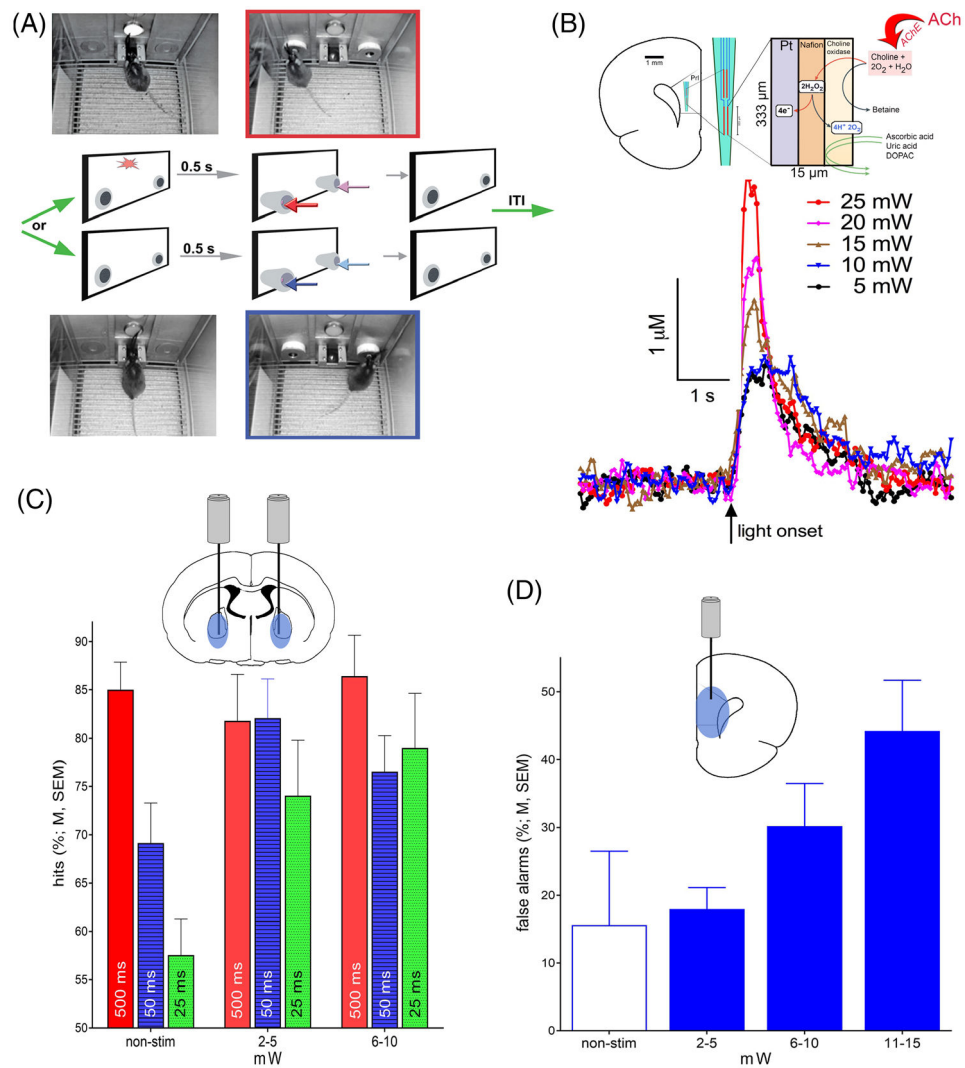 (A)
0.5 s
or
ITI
0.5 s
(B)
1 mm
Prl
Pt
Nafion
Choline
oxidase
333 µm
15 µm
2H₂O₂
4e⁻
4H⁺ 2O₂
ACh
AChE
Choline +
2O₂ + H₂O
Betaine
Ascorbic acid
Uric acid
DOPAC
25 mW
20 mW
15 mW
10 mW
5 mW
1 µM
1 s
light onset
(C)
hits (%; M, SEM)
90
85
80
75
70
65
60
55
50
500 ms
50 ms
25 ms
500 ms
50 ms
25 ms
500 ms
50 ms
25 ms
non-stim
2-5
6-10
mW
(D)
false alarms (%; M, SEM)
50
40
30
20
10
0
non-stim
2-5
6-10
11-15
mW